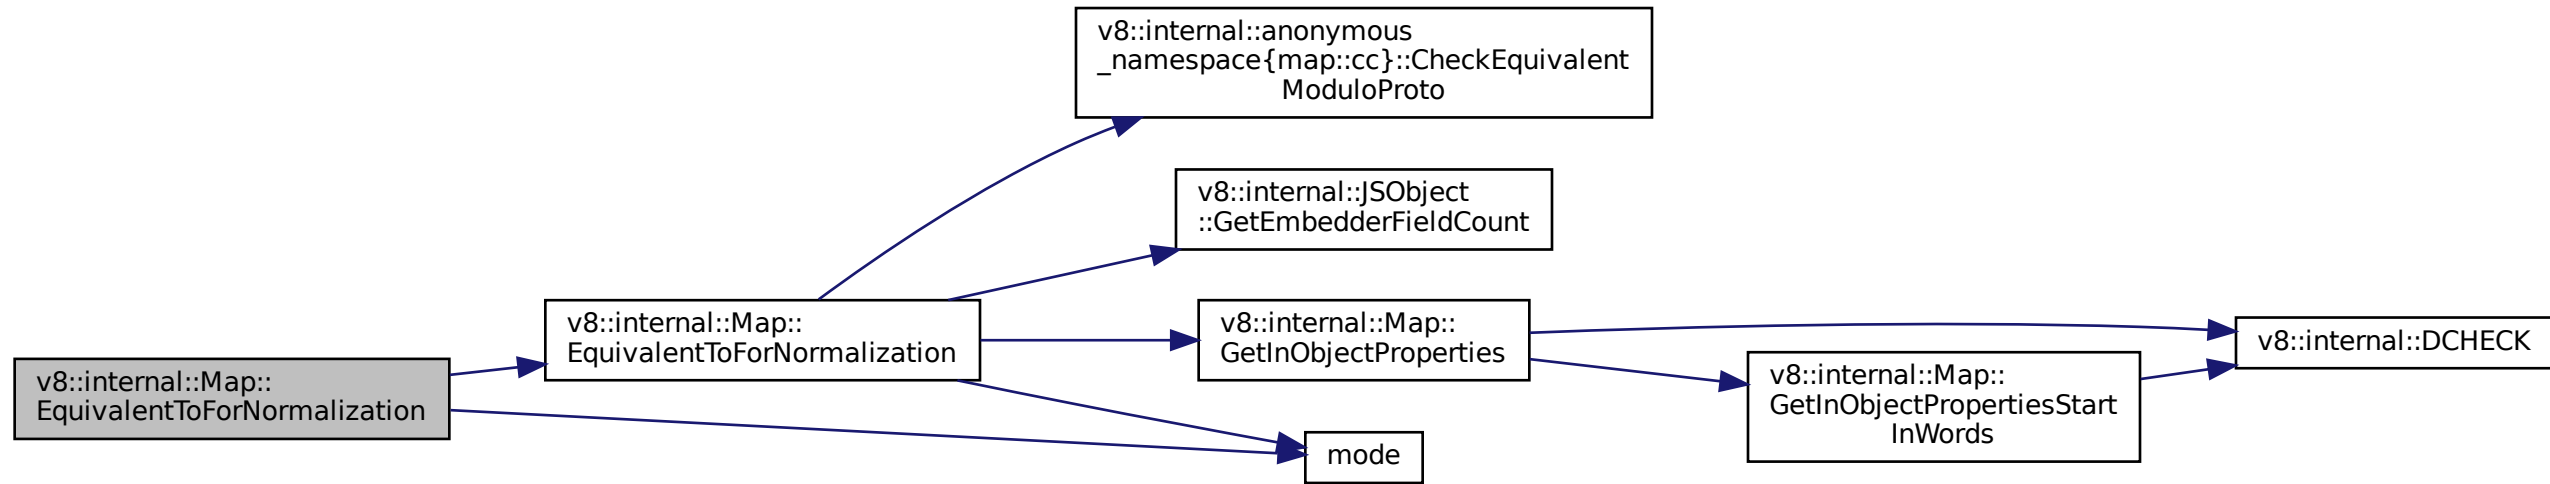 v8::internal::anonymous
_namespace{map::cc}::CheckEquivalent
ModuloProto
v8::internal::JSObject
::GetEmbedderFieldCount
v8::internal::Map::
EquivalentToForNormalization
v8::internal::Map::
GetInObjectProperties
v8::internal::DCHECK
v8::internal::Map::
EquivalentToForNormalization
v8::internal::Map::
GetInObjectPropertiesStart
InWords
mode